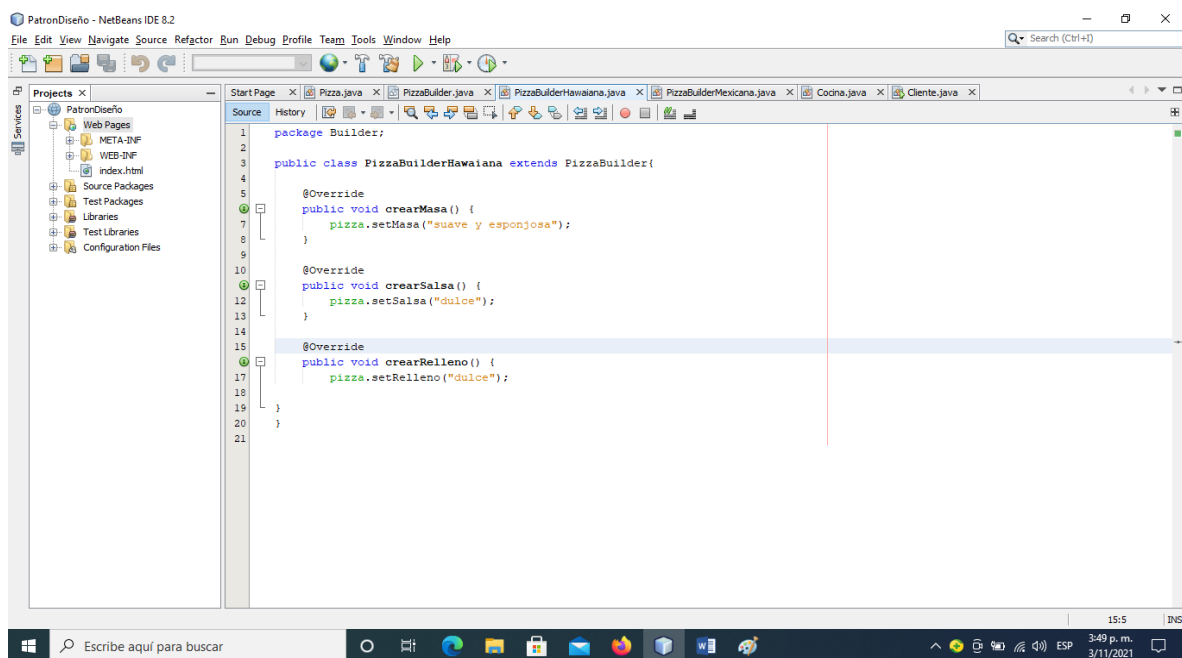 PatronDiseño - NetBeans IDE 8.2
File Edit View Navigate Source Refactor Run Debug Profile Team Tools Window Help
Search (Ctrl+I)
Projects
Start Page Pizza.java PizzaBuilder.java PizzaBuilderHawaiana.java PizzaBuilderMexicana.java Cocina.java Cliente.java
Services
PatronDiseño
Web Pages
META-INF
WEB-INF
index.html
Source Packages
Test Packages
Libraries
Test Libraries
Configuration Files
Source History
1 package Builder;
2
3 public class PizzaBuilderHawaiana extends PizzaBuilder{
4
5 @Override
public void crearMasa() {
7 pizza.setMasa("suave y esponjosa");
8 }
9
10 @Override
public void crearSalsa() {
12 pizza.setSalsa("dulce");
13 }
14
15 @Override
public void crearRelleno() {
17 pizza.setRelleno("dulce");
18
19 }
20 }
21
15:5 INS
Escribe aquí para buscar
ESP
3:49 p. m.
3/11/2021